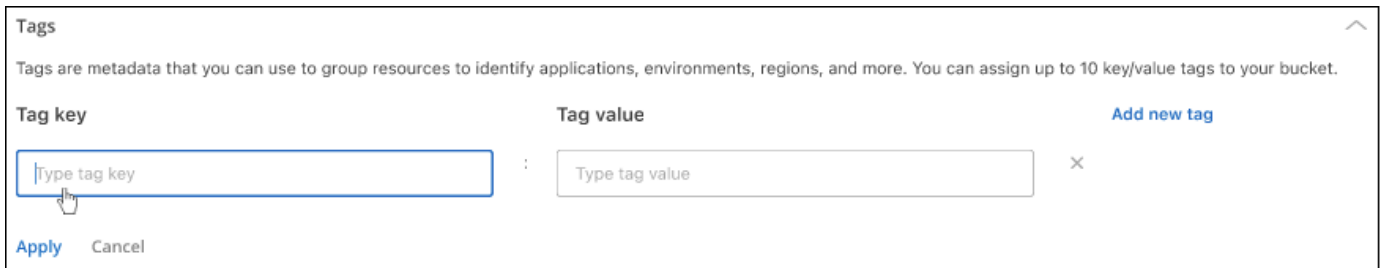 Tags
Tags are metadata that you can use to group resources to identify applications, environments, regions, and more. You can assign up to 10 key/value tags to your bucket.
Tag key Tag value Add new tag
Type tag key : Type tag value ×
Apply Cancel